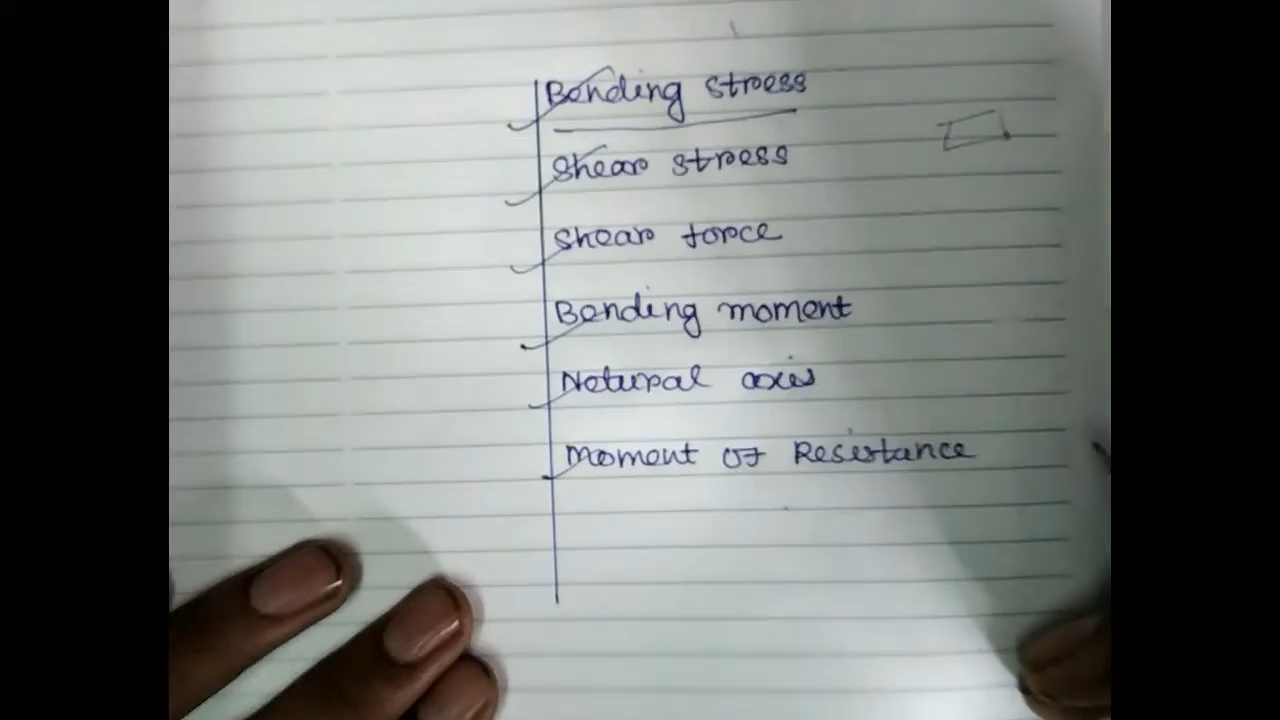 Bending stress
Shear stress
Shear force
Bending moment
Netural axis
Moment of Resistance